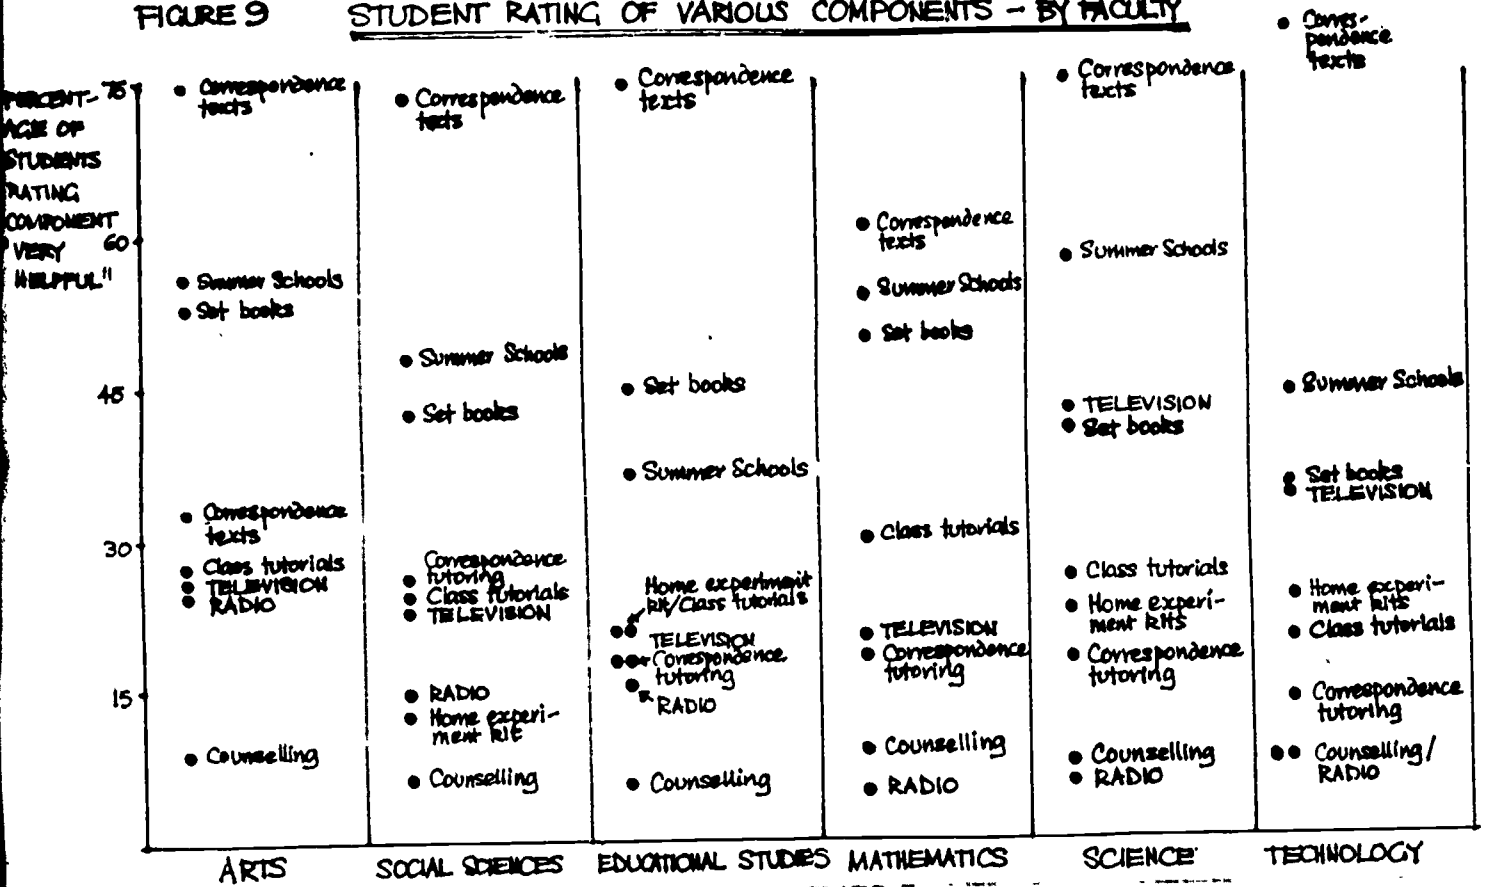 FIGURE 9 STUDENT RATING OF VARIOUS COMPONENTS - BY FACULTY
PERCENT-
AGE OF
STUDENTS
RATING
COMPONENT
VERY
HELPFUL"
75
60
45
30
15
Correspondence
texts
Summer Schools
Set books
Correspondence
texts
Class tutorials
TELEVISION
RADIO
Counselling
ARTS
Correspondence
texts
Summer Schools
Set books
Correspondence
tutoring
Class tutorials
TELEVISION
RADIO
Home experi-
ment kit
Counselling
SOCIAL SCIENCES
Correspondence
texts
Set books
Summer Schools
Home experiment
kit/Class tutorials
TELEVISION
Correspondence
tutoring
RADIO
Counselling
EDUCATIONAL STUDIES
Correspondence
texts
Summer Schools
Set books
Class tutorials
TELEVISION
Correspondence
tutoring
Counselling
RADIO
MATHEMATICS
Correspondence
texts
Summer Schools
TELEVISION
Set books
Class tutorials
Home experi-
ment kits
Correspondence
tutoring
Counselling
RADIO
SCIENCE
Corres-
pondence
texts
Summer Schools
Set books
TELEVISION
Home experi-
ment kits
Class tutorials
Correspondence
tutoring
Counselling/
RADIO
TECHNOLOGY